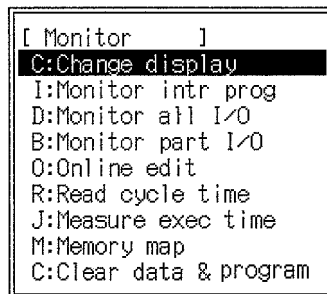 [ Monitor      ]
C:Change display
I:Monitor intr prog
D:Monitor all I/O
B:Monitor part I/O
O:Online edit
R:Read cycle time
J:Measure exec time
M:Memory map
C:Clear data & program